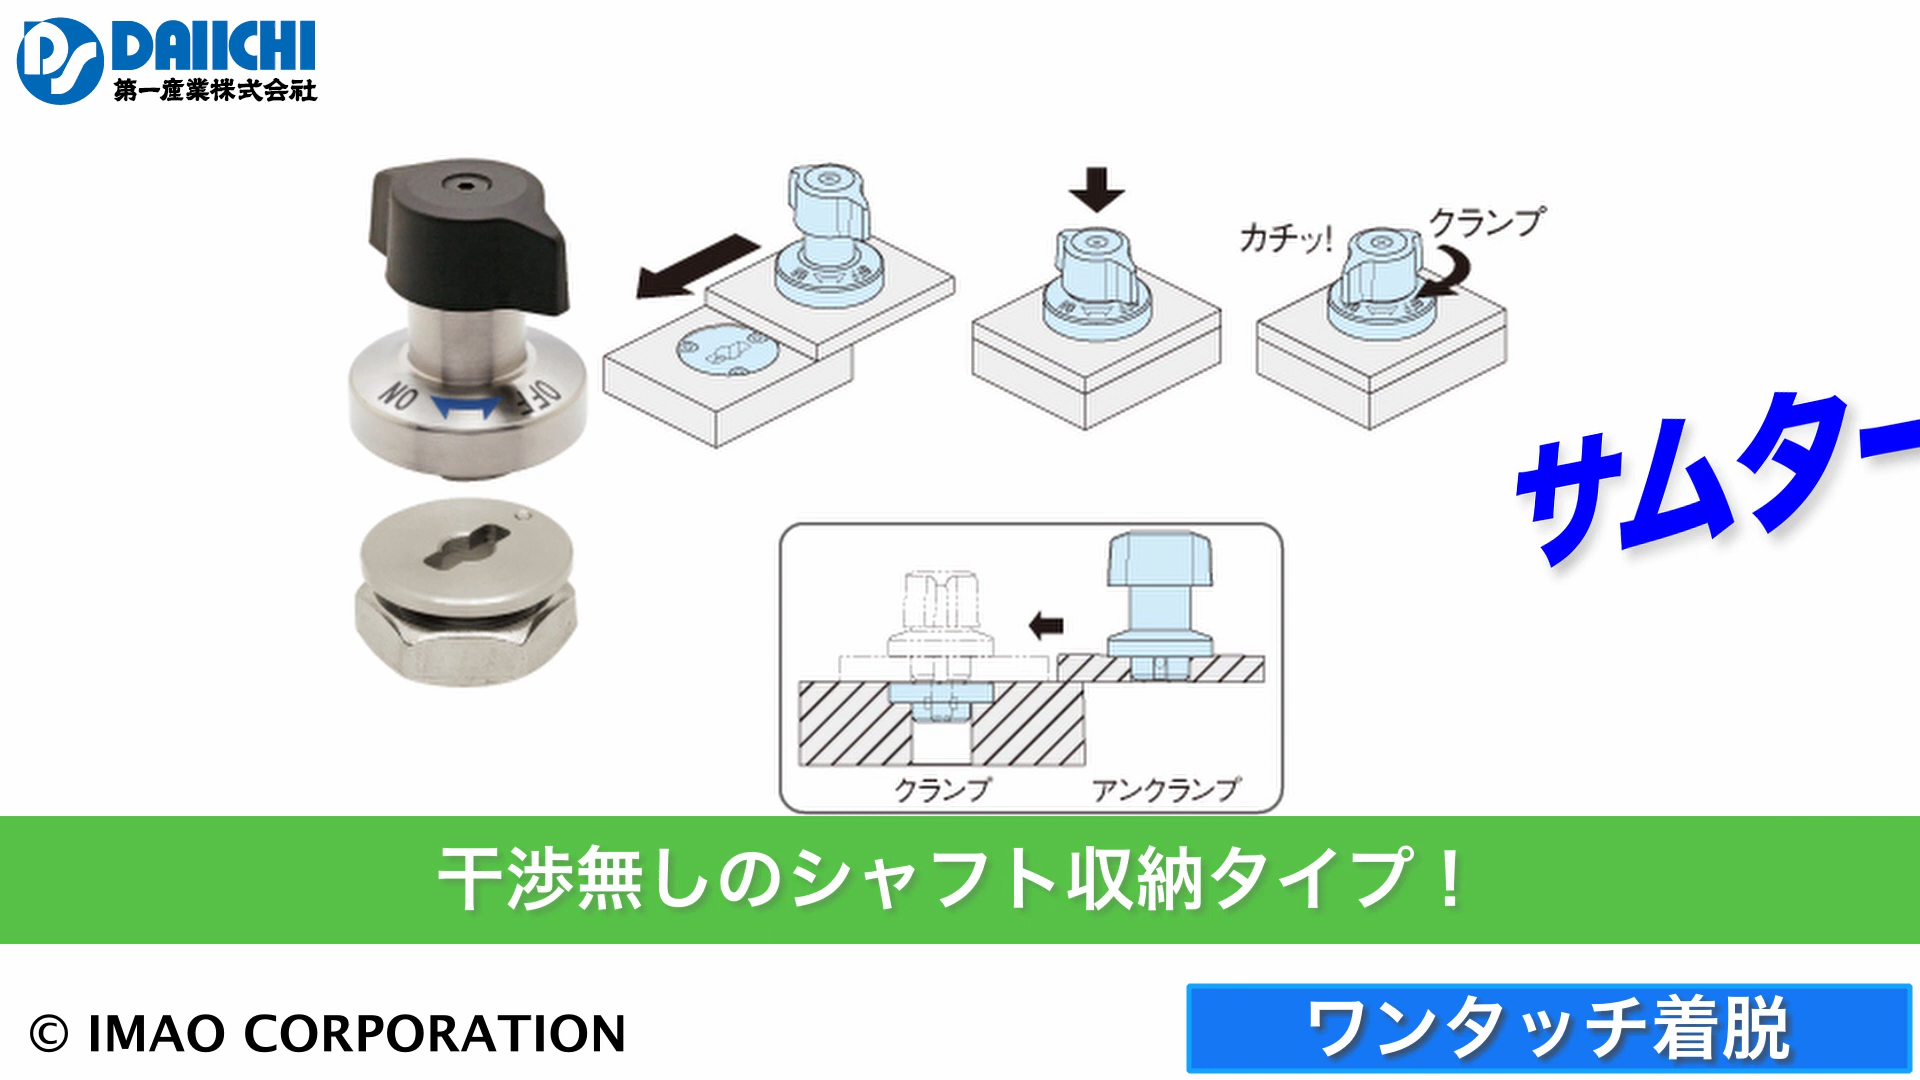 DAIICHI
第一産業株式会社
カチッ!
クランプ
ON
OFF
サムター
クランプ
アンクランプ
干渉無しのシャフト収納タイプ！
© IMAO CORPORATION
ワンタッチ着脱